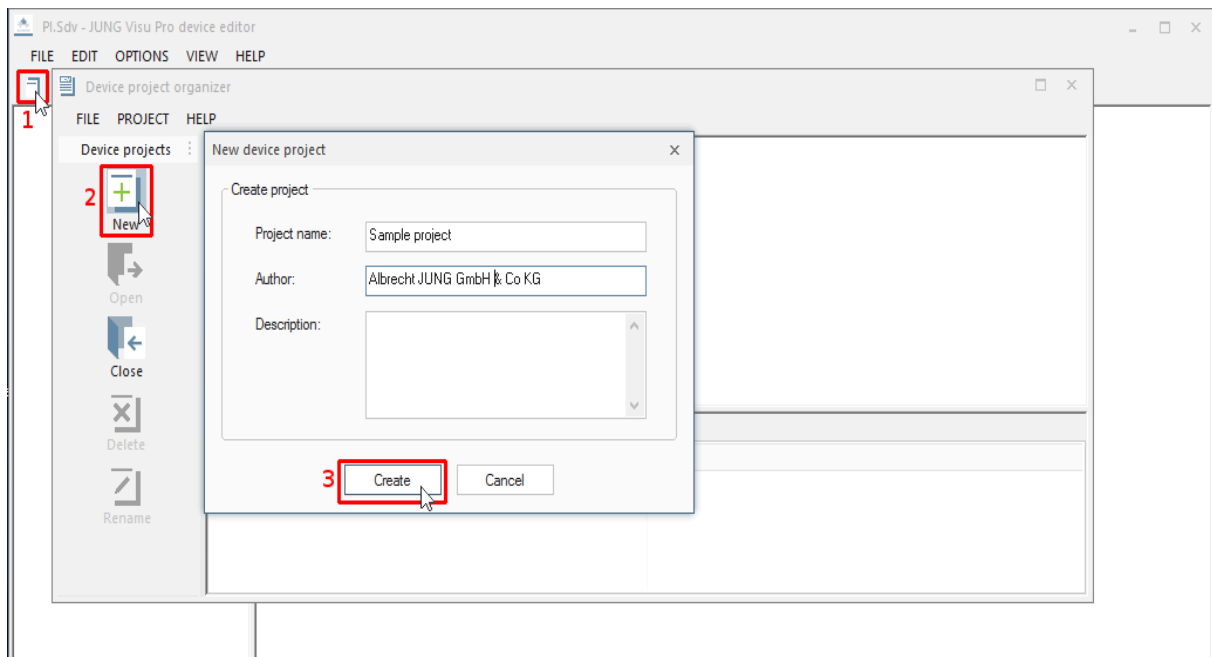 PI.Sdv - JUNG Visu Pro device editor
FILE EDIT OPTIONS VIEW HELP
Device project organizer
1
FILE PROJECT HELP
Device projects
New device project
2
New
Create project
Project name: Sample project
Author: Albrecht JUNG GmbH & Co KG
Open
Description:
Close
Delete
3
Create Cancel
Rename